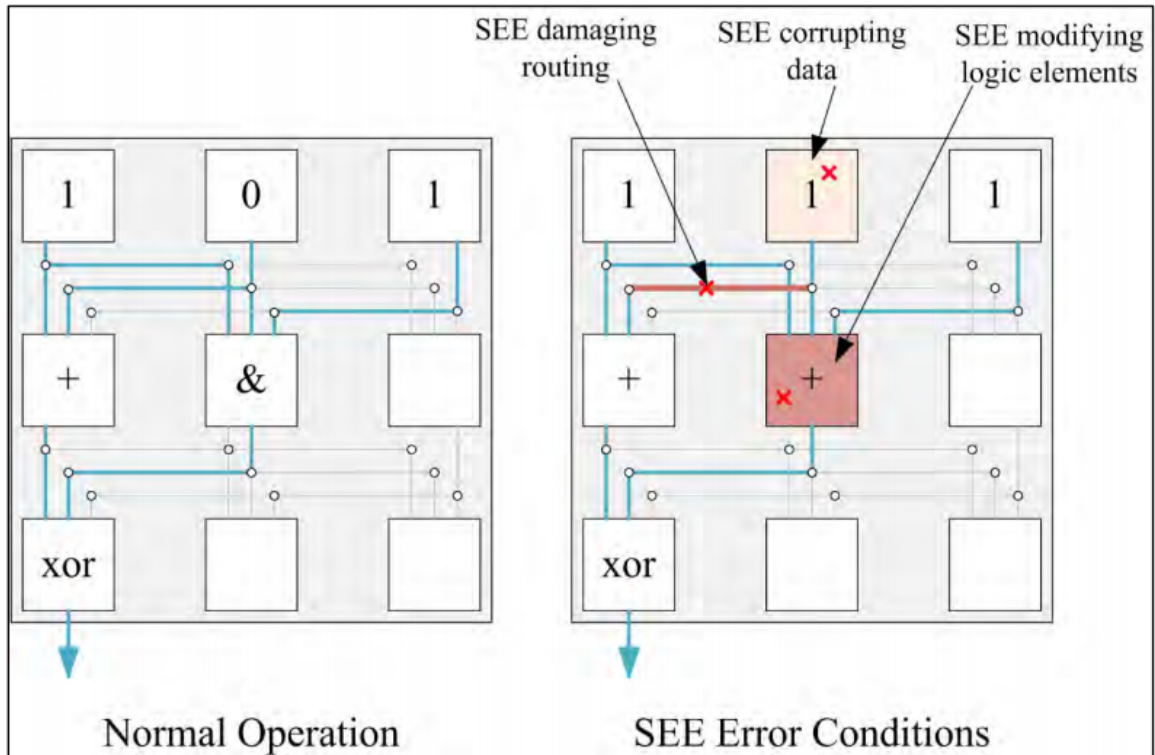 SEE damaging
routing
SEE corrupting
data
SEE modifying
logic elements
1 0 1
+ &
xor
1 1 1
+ +
xor
Normal Operation
SEE Error Conditions